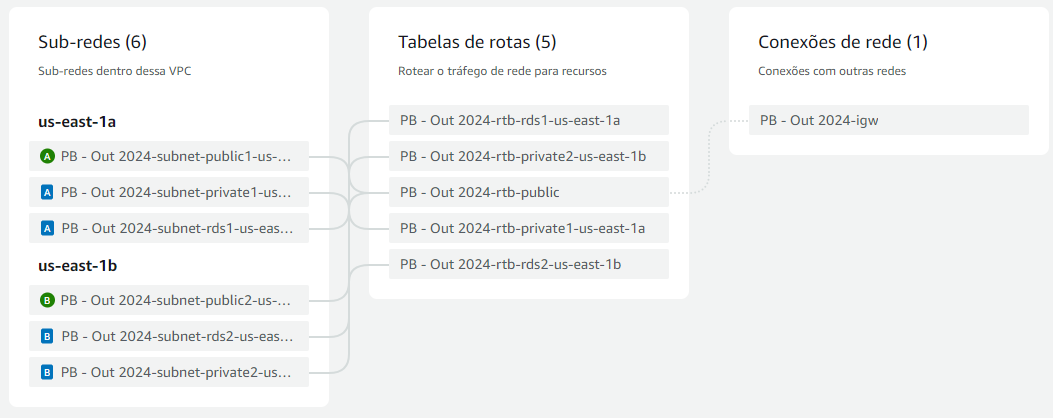 Sub-redes (6)
Sub-redes dentro dessa VPC
us-east-1a
A PB - Out 2024-subnet-public1-us-...
A PB - Out 2024-subnet-private1-us...
A PB - Out 2024-subnet-rds1-us-eas...
us-east-1b
B PB - Out 2024-subnet-public2-us-...
B PB - Out 2024-subnet-rds2-us-eas...
B PB - Out 2024-subnet-private2-us...
Tabelas de rotas (5)
Rotear o tráfego de rede para recursos
PB - Out 2024-rtb-rds1-us-east-1a
PB - Out 2024-rtb-private2-us-east-1b
PB - Out 2024-rtb-public
PB - Out 2024-rtb-private1-us-east-1a
PB - Out 2024-rtb-rds2-us-east-1b
Conexões de rede (1)
Conexões com outras redes
PB - Out 2024-igw